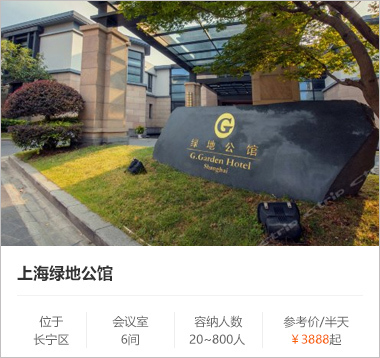 G
绿地公馆
G.Garden Hotel
Shanghai
上海绿地公馆
位于
长宁区
会议室
6间
容纳人数
20~800人
参考价/半天
￥3888起